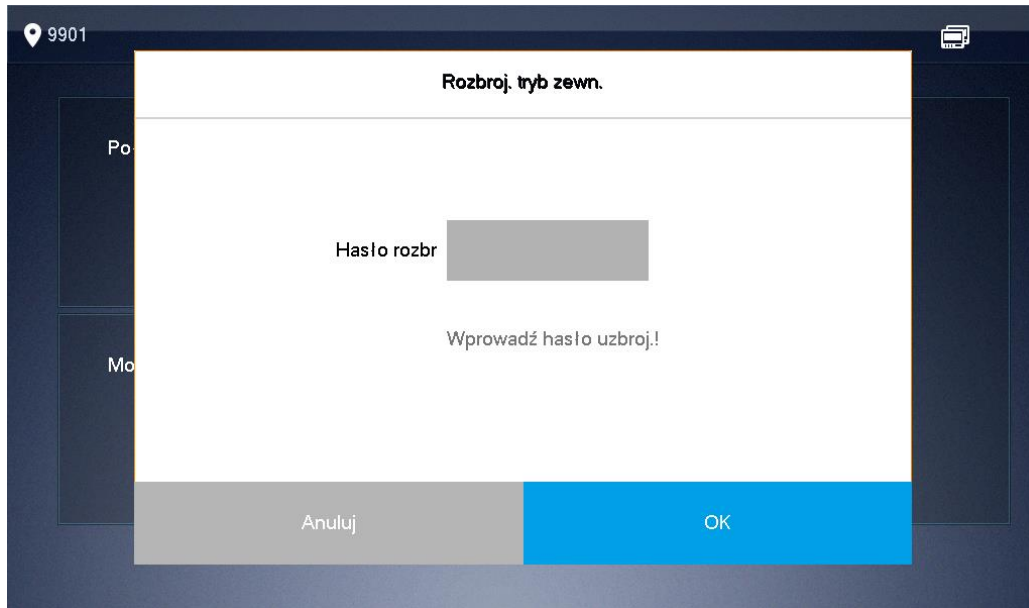 9901
Rozbroj. tryb zewn.
Po
Hasło rozbr
Wprowadź hasło uzbroj.!
Mo
Anuluj
OK